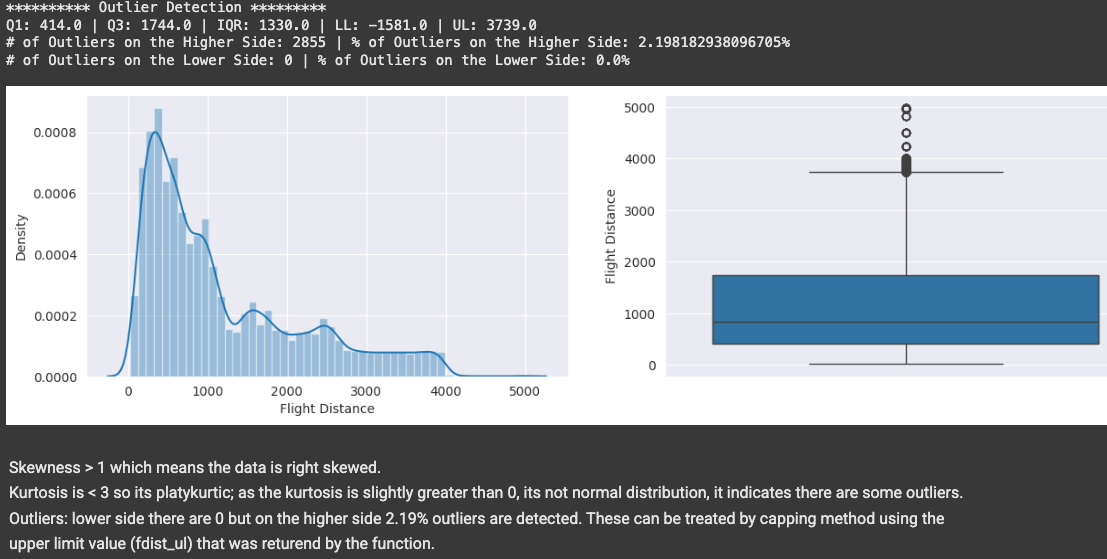 ********** Outlier Detection *********
Q1: 414.0 | Q3: 1744.0 | IQR: 1330.0 | LL: -1581.0 | UL: 3739.0
# of Outliers on the Higher Side: 2855 | % of Outliers on the Higher Side: 2.198182938096705%
# of Outliers on the Lower Side: 0 | % of Outliers on the Lower Side: 0.0%
0.0008
0.0006
0.0004
0.0002
0.0000
Density
0 1000 2000 3000 4000 5000
Flight Distance
5000
4000
3000
2000
1000
0
Flight Distance
Skewness > 1 which means the data is right skewed.
Kurtosis is < 3 so its platykurtic; as the kurtosis is slightly greater than 0, its not normal distribution, it indicates there are some outliers.
Outliers: lower side there are 0 but on the higher side 2.19% outliers are detected. These can be treated by capping method using the
upper limit value (fdist_ul) that was returend by the function.